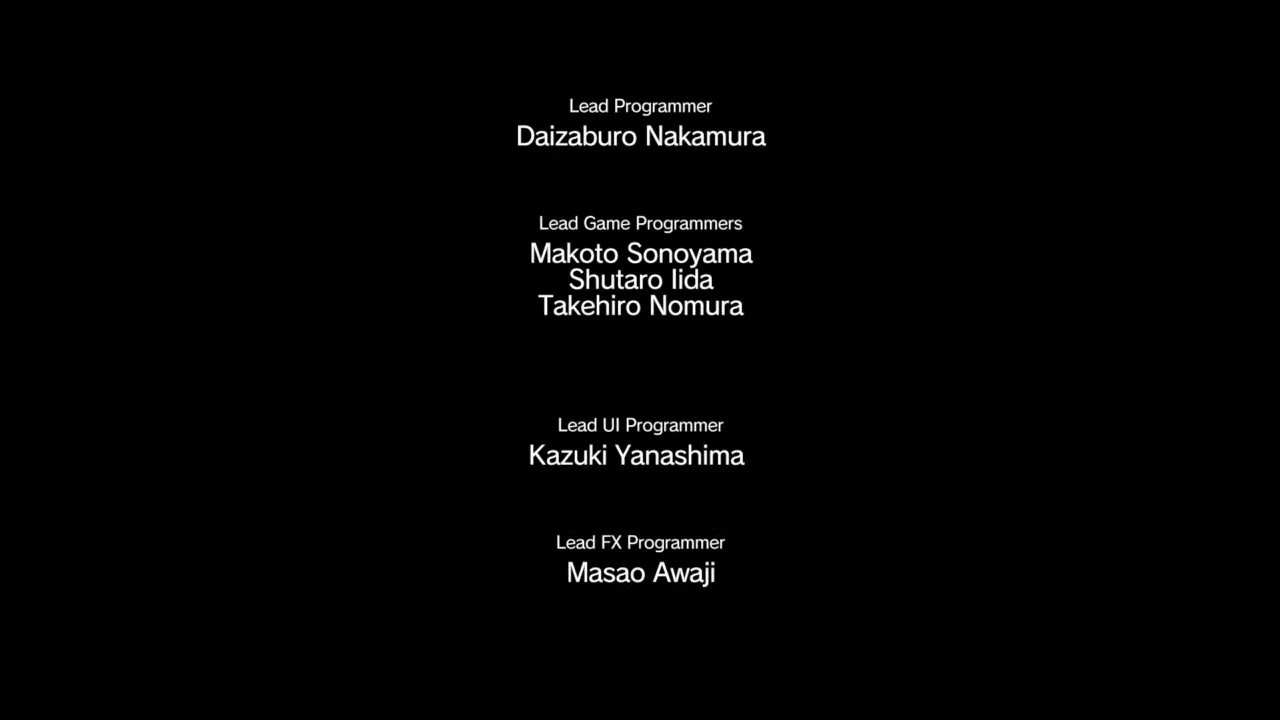 Lead Programmer
Daizaburo Nakamura
Lead Game Programmers
Makoto Sonoyama
Shutaro Iida
Takehiro Nomura
Lead UI Programmer
Kazuki Yanashima
Lead FX Programmer
Masao Awaji